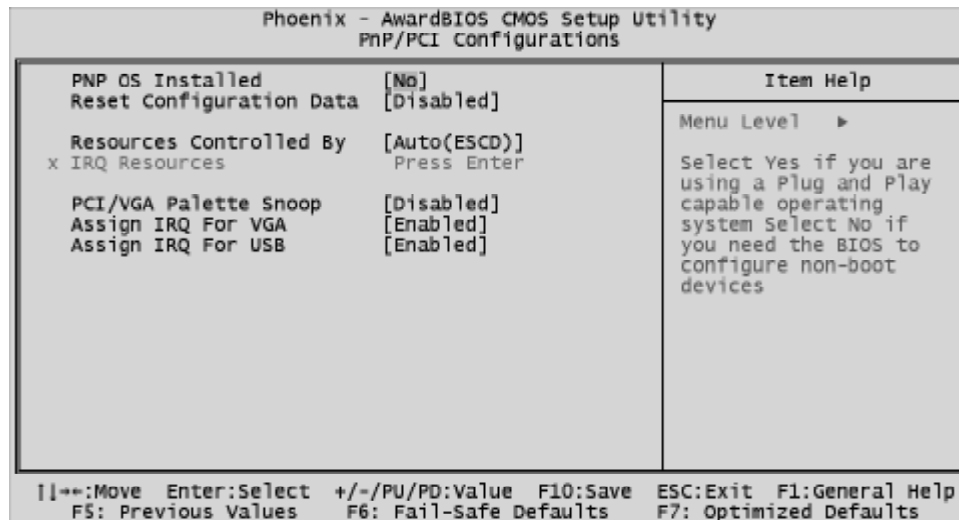 Phoenix - AwardBIOS CMOS Setup Utility
PnP/PCI Configurations
PNP OS Installed [No]
Reset Configuration Data [Disabled]
Resources Controlled By [Auto(ESCD)]
x IRQ Resources Press Enter
PCI/VGA Palette Snoop [Disabled]
Assign IRQ For VGA [Enabled]
Assign IRQ For USB [Enabled]
Item Help
Menu Level ▶
Select Yes if you are
using a Plug and Play
capable operating
system Select No if
you need the BIOS to
configure non-boot
devices
↑↓→←:Move Enter:Select +/-/PU/PD:Value F10:Save ESC:Exit F1:General Help
F5: Previous Values F6: Fail-Safe Defaults F7: Optimized Defaults